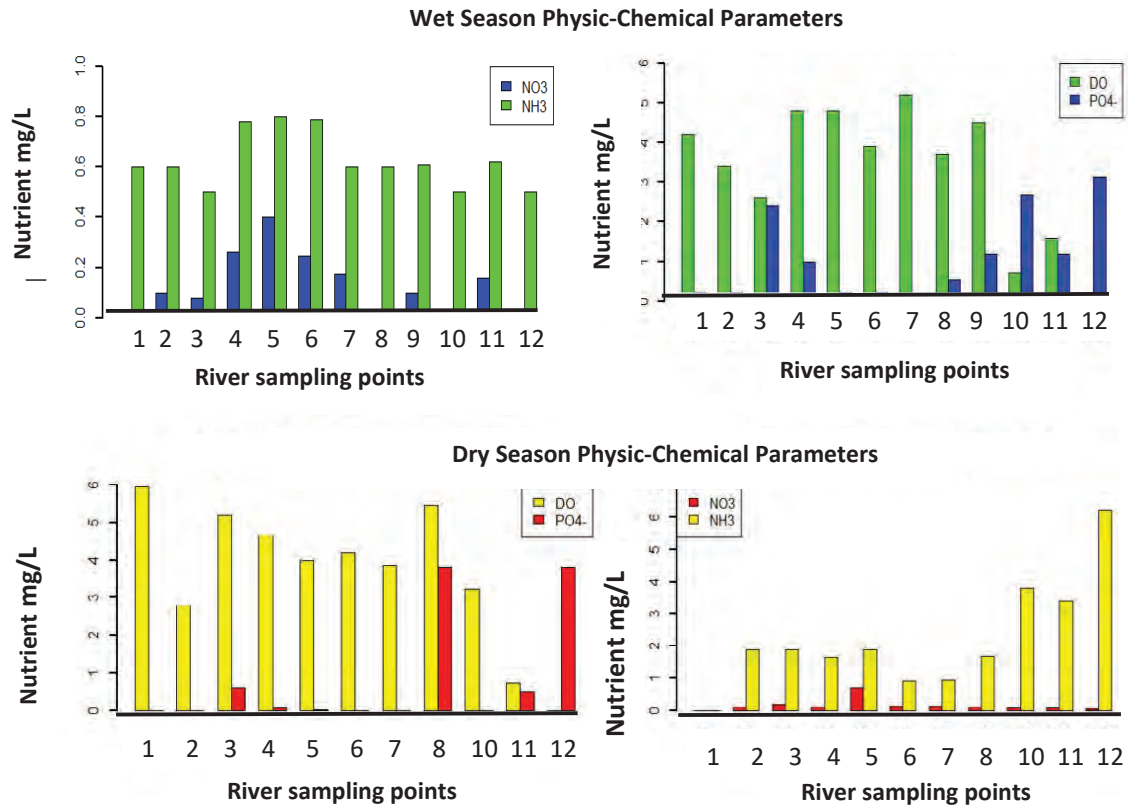 Wet Season Physic-Chemical Parameters
Nutrient mg/L
0.0 0.2 0.4 0.6 0.8 1.0
NO3
NH3
1 2 3 4 5 6 7 8 9 10 11 12
River sampling points
Nutrient mg/L
0 1 2 3 4 5 6
DO
PO4-
1 2 3 4 5 6 7 8 9 10 11 12
River sampling points
Dry Season Physic-Chemical Parameters
Nutrient mg/L
0 1 2 3 4 5 6
DO
PO4-
1 2 3 4 5 6 7 8 10 11 12
River sampling points
Nutrient mg/L
0 1 2 3 4 5 6
NO3
NH3
1 2 3 4 5 6 7 8 10 11 12
River sampling points